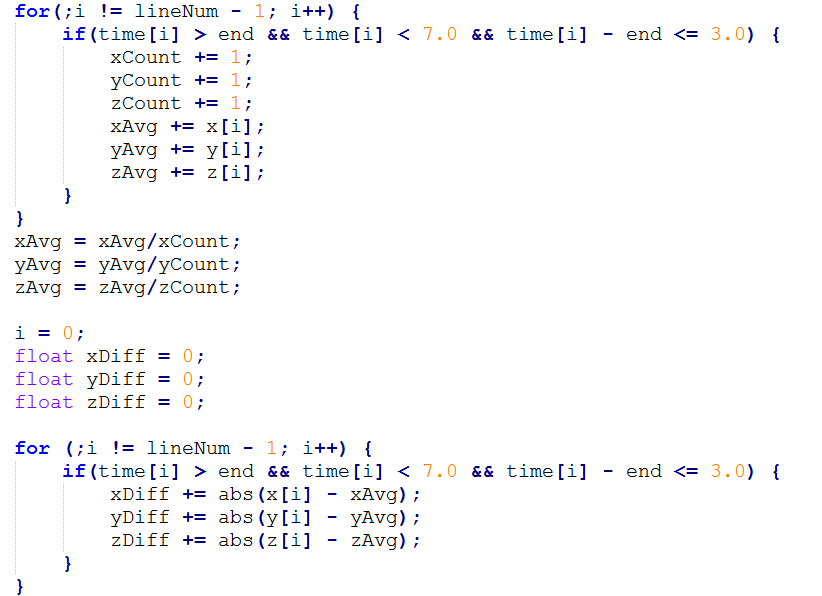 for(;i != lineNum - 1; i++) {
    if(time[i] > end && time[i] < 7.0 && time[i] - end <= 3.0) {
        xCount += 1;
        yCount += 1;
        zCount += 1;
        xAvg += x[i];
        yAvg += y[i];
        zAvg += z[i];
    }
}
xAvg = xAvg/xCount;
yAvg = yAvg/yCount;
zAvg = zAvg/zCount;

i = 0;
float xDiff = 0;
float yDiff = 0;
float zDiff = 0;

for (;i != lineNum - 1; i++) {
    if(time[i] > end && time[i] < 7.0 && time[i] - end <= 3.0) {
        xDiff += abs(x[i] - xAvg);
        yDiff += abs(y[i] - yAvg);
        zDiff += abs(z[i] - zAvg);
    }
}